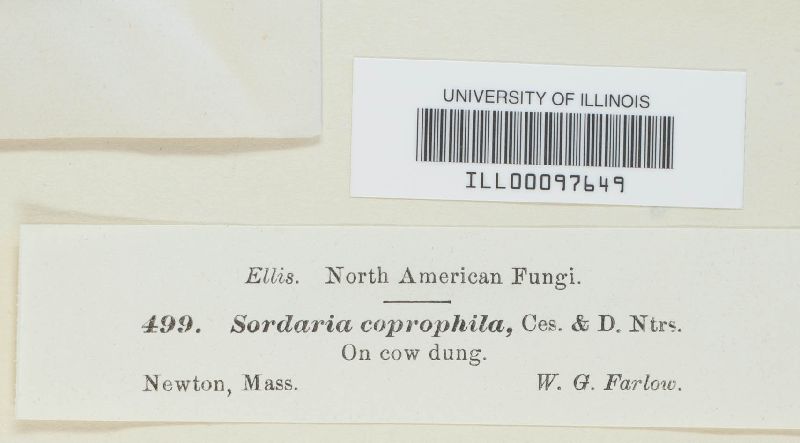 UNIVERSITY OF ILLINOIS
ILL00097649
Ellis. North American Fungi.
499. Sordaria coprophila, Ces. & D. Ntrs.
On cow dung.
Newton, Mass. W. G. Farlow.